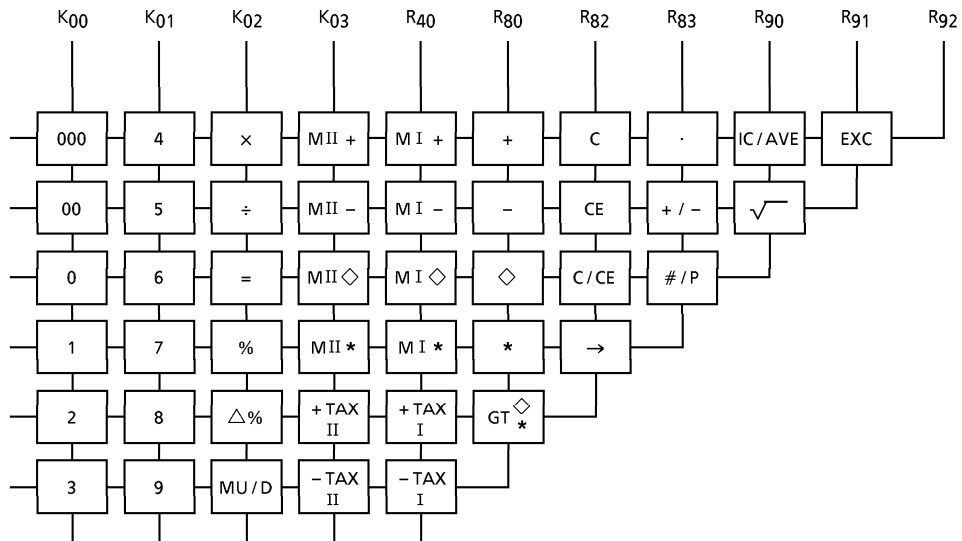 K00 K01 K02 K03 R40 R80 R82 R83 R90 R91 R92
000 4 × MII + MI + + C · IC/AVE EXC
00 5 ÷ MII − MI − − CE +/− √
0 6 = MII◇ MI◇ ◇ C/CE #/P
1 7 % MII* MI* * →
2 8 △% +TAX II +TAX I GT ◇ *
3 9 MU/D −TAX II −TAX I